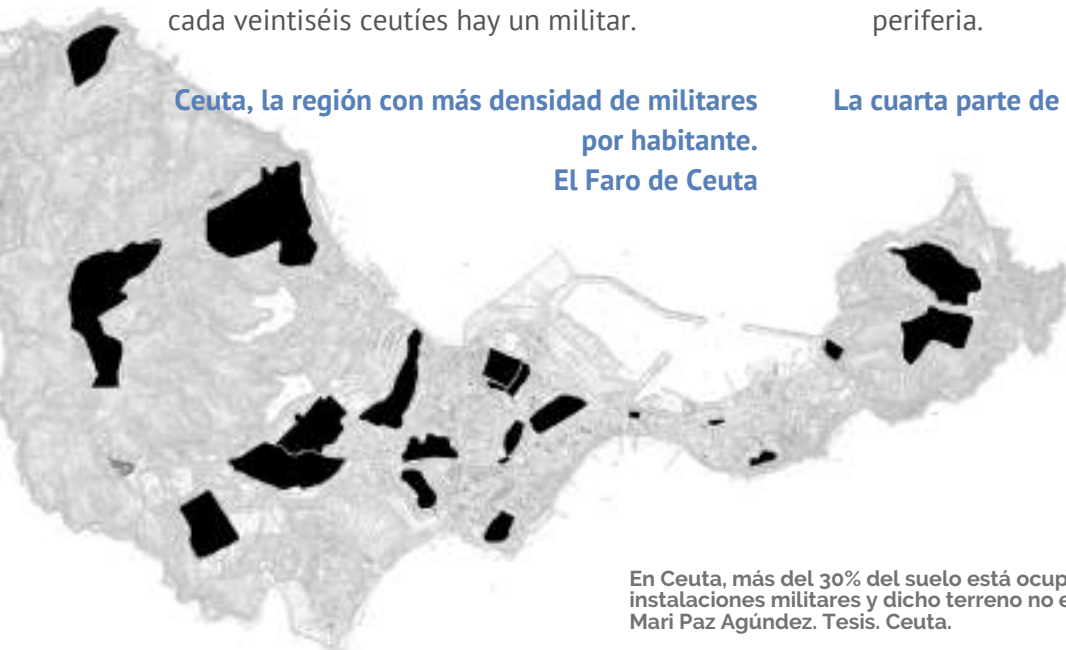 cada veintiséis ceutíes hay un militar.
periferia.
Ceuta, la región con más densidad de militares
por habitante.
El Faro de Ceuta
La cuarta parte de
En Ceuta, más del 30% del suelo está ocup
instalaciones militares y dicho terreno no e
Mari Paz Agúndez. Tesis. Ceuta.